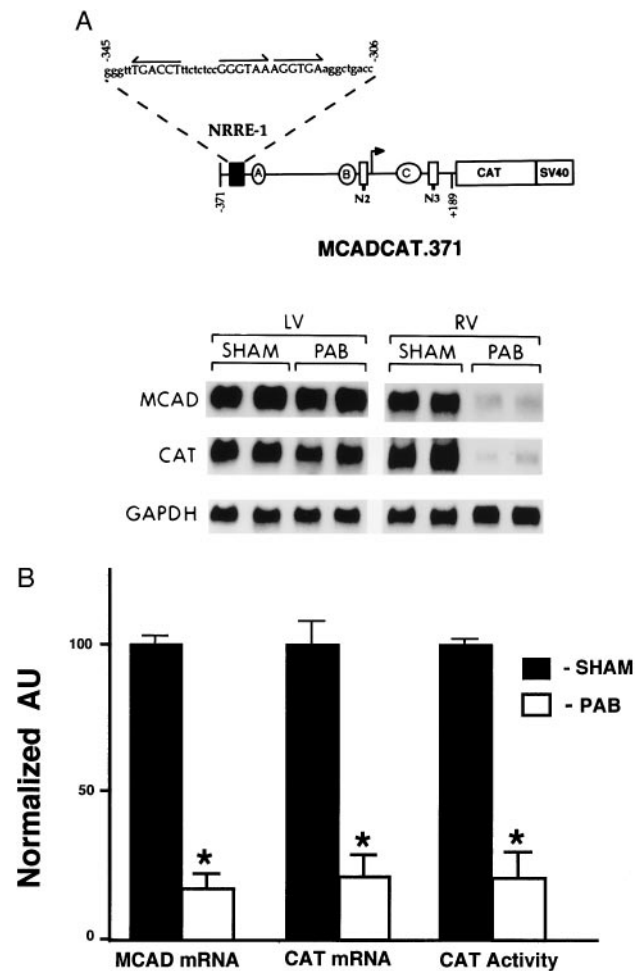 A
-345
-306
gggttTGACCTttctctccGGGTAAAGGTGAaggctgacc
NRRE-1
A
B
C
CAT
SV40
-371
N2
N3
+189
MCADCAT.371
LV
RV
SHAM PAB SHAM PAB
MCAD
CAT
GAPDH
B
Normalized AU
100
50
0
* * *
- SHAM
- PAB
MCAD mRNA CAT mRNA CAT Activity